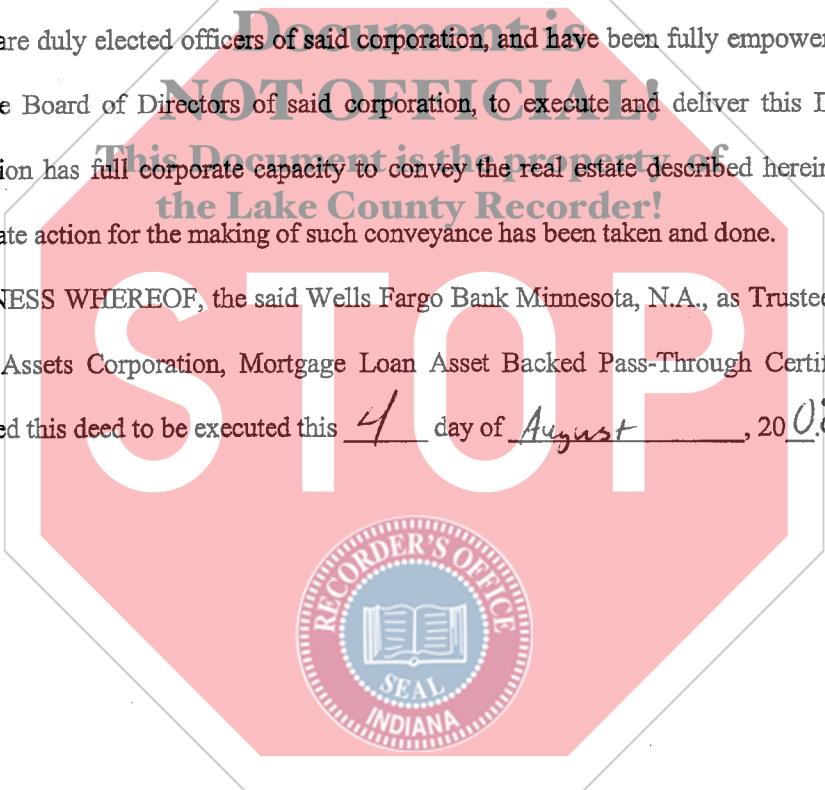 Document is
are duly elected officers of said corporation, and have been fully empower
NOT OFFICIAL!
e Board of Directors of said corporation, to execute and deliver this D
This Document is the property of
ion has full corporate capacity to convey the real estate described herein
the Lake County Recorder!
ate action for the making of such conveyance has been taken and done.
NESS WHEREOF, the said Wells Fargo Bank Minnesota, N.A., as Trustee
STOP
Assets Corporation, Mortgage Loan Asset Backed Pass-Through Certif
ed this deed to be executed this 4 day of August, 20 0
RECORDER'S OFFICE
SEAL
INDIANA